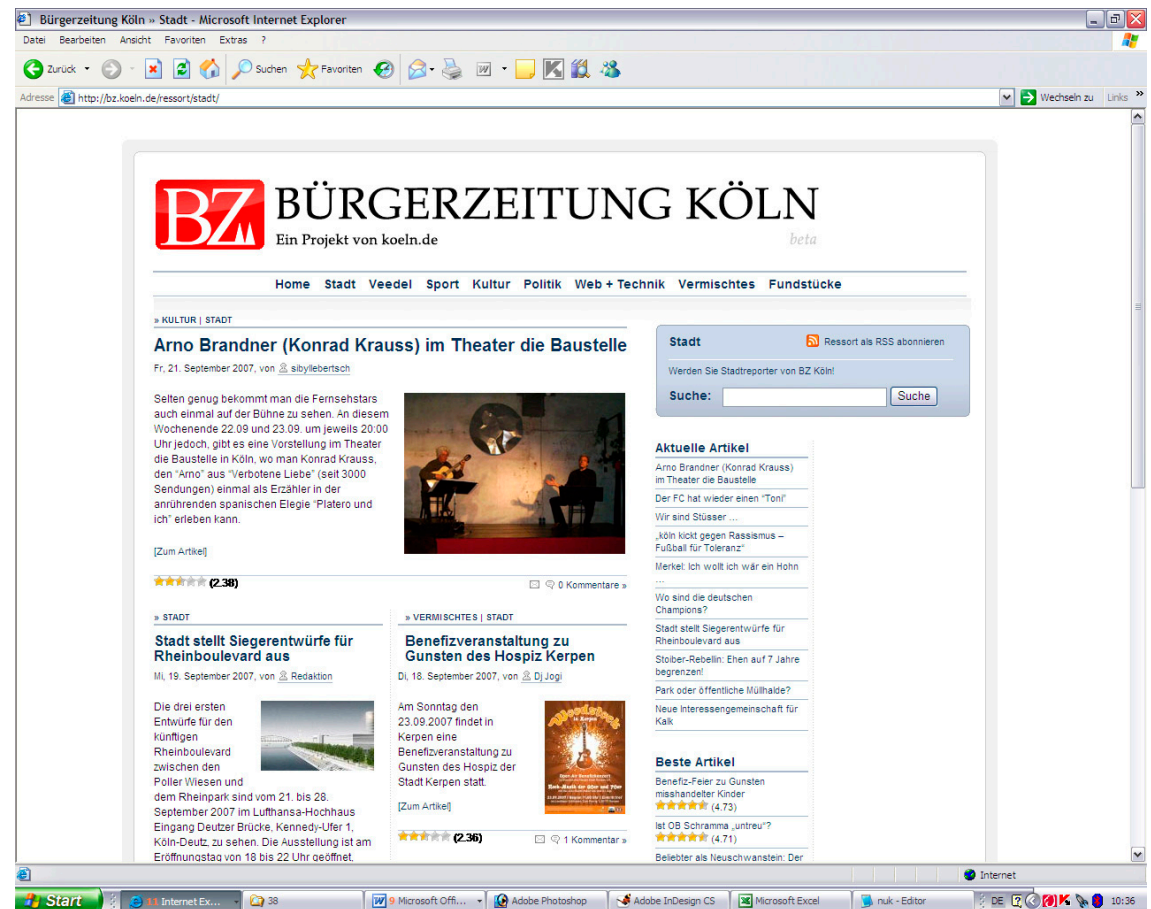 Bürgerzeitung Köln » Stadt - Microsoft Internet Explorer
Datei Bearbeiten Ansicht Favoriten Extras ?
Zurück Suchen Favoriten
Adresse http://bz.koeln.de/ressort/stadt/ Wechseln zu Links »
BZ BÜRGERZEITUNG KÖLN
Ein Projekt von koeln.de beta
Home Stadt Veedel Sport Kultur Politik Web + Technik Vermischtes Fundstücke
» KULTUR | STADT
Arno Brandner (Konrad Krauss) im Theater die Baustelle
Fr, 21. September 2007, von sibyllebertsch
Selten genug bekommt man die Fernsehstars
auch einmal auf der Bühne zu sehen. An diesem
Wochenende 22.09 und 23.09. um jeweils 20:00
Uhr jedoch, gibt es eine Vorstellung im Theater
die Baustelle in Köln, wo man Konrad Krauss,
den "Arno" aus "Verbotene Liebe" (seit 3000
Sendungen) einmal als Erzähler in der
anrührenden spanischen Elegie "Platero und
ich" erleben kann.
[Zum Artikel]
(2.38) 0 Kommentare »
» STADT
Stadt stellt Siegerentwürfe für
Rheinboulevard aus
Mi, 19. September 2007, von Redaktion
Die drei ersten
Entwürfe für den
künftigen
Rheinboulevard
zwischen den
Poller Wiesen und
dem Rheinpark sind vom 21. bis 28.
September 2007 im Lufthansa-Hochhaus
Eingang Deutzer Brücke, Kennedy-Ufer 1,
Köln-Deutz, zu sehen. Die Ausstellung ist am
Eröffnungstag von 18 bis 22 Uhr geöffnet,
» VERMISCHTES | STADT
Benefizveranstaltung zu
Gunsten des Hospiz Kerpen
Di, 18. September 2007, von Dj Jogi
Am Sonntag den
23.09.2007 findet in
Kerpen eine
Benefizveranstaltung zu
Gunsten des Hospiz der
Stadt Kerpen statt.
[Zum Artikel]
Woodstock
in Kerpen
(2.36) 1 Kommentar »
Stadt Ressort als RSS abonnieren
Werden Sie Stadtreporter von BZ Köln!
Suche: Suche
Aktuelle Artikel
Arno Brandner (Konrad Krauss)
im Theater die Baustelle
Der FC hat wieder einen "Toni"
Wir sind Stüsser ...
„köln kickt gegen Rassismus –
Fußball für Toleranz"
Merkel: Ich wollt ich wär ein Hohn
...
Wo sind die deutschen
Champions?
Stadt stellt Siegerentwürfe für
Rheinboulevard aus
Stoiber-Rebellin: Ehen auf 7 Jahre
begrenzen!
Park oder öffentliche Müllhalde?
Neue Interessengemeinschaft für
Kalk
Beste Artikel
Benefiz-Feier zu Gunsten
misshandelter Kinder
(4.73)
Ist OB Schramma „untreu"?
(4.71)
Beliebter als Neuschwanstein: Der
Internet
Start 11 Internet Ex... 38 9 Microsoft Offi... Adobe Photoshop Adobe InDesign CS Microsoft Excel nuk - Editor DE 10:36